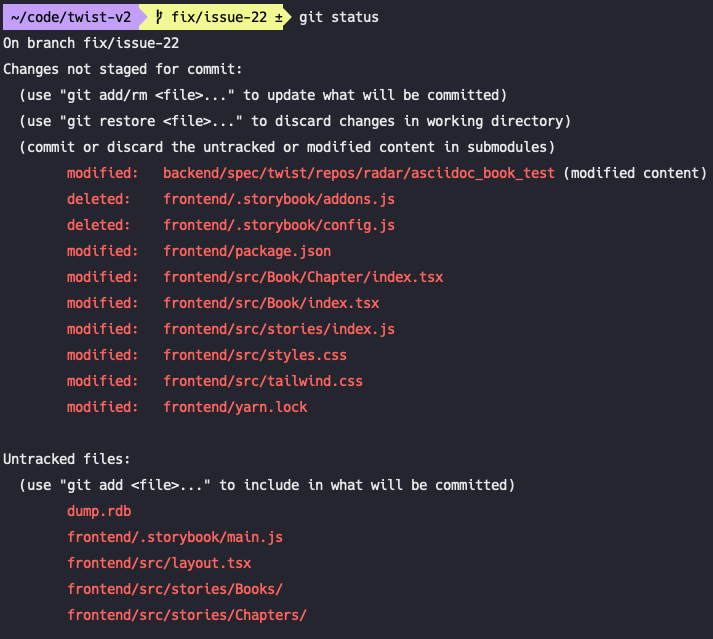 ~/code/twist-v2 fix/issue-22 ± git status
On branch fix/issue-22
Changes not staged for commit:
(use "git add/rm <file>..." to update what will be committed)
(use "git restore <file>..." to discard changes in working directory)
(commit or discard the untracked or modified content in submodules)
modified: backend/spec/twist/repos/radar/asciidoc_book_test (modified content)
deleted: frontend/.storybook/addons.js
deleted: frontend/.storybook/config.js
modified: frontend/package.json
modified: frontend/src/Book/Chapter/index.tsx
modified: frontend/src/Book/index.tsx
modified: frontend/src/stories/index.js
modified: frontend/src/styles.css
modified: frontend/src/tailwind.css
modified: frontend/yarn.lock
Untracked files:
(use "git add <file>..." to include in what will be committed)
dump.rdb
frontend/.storybook/main.js
frontend/src/layout.tsx
frontend/src/stories/Books/
frontend/src/stories/Chapters/